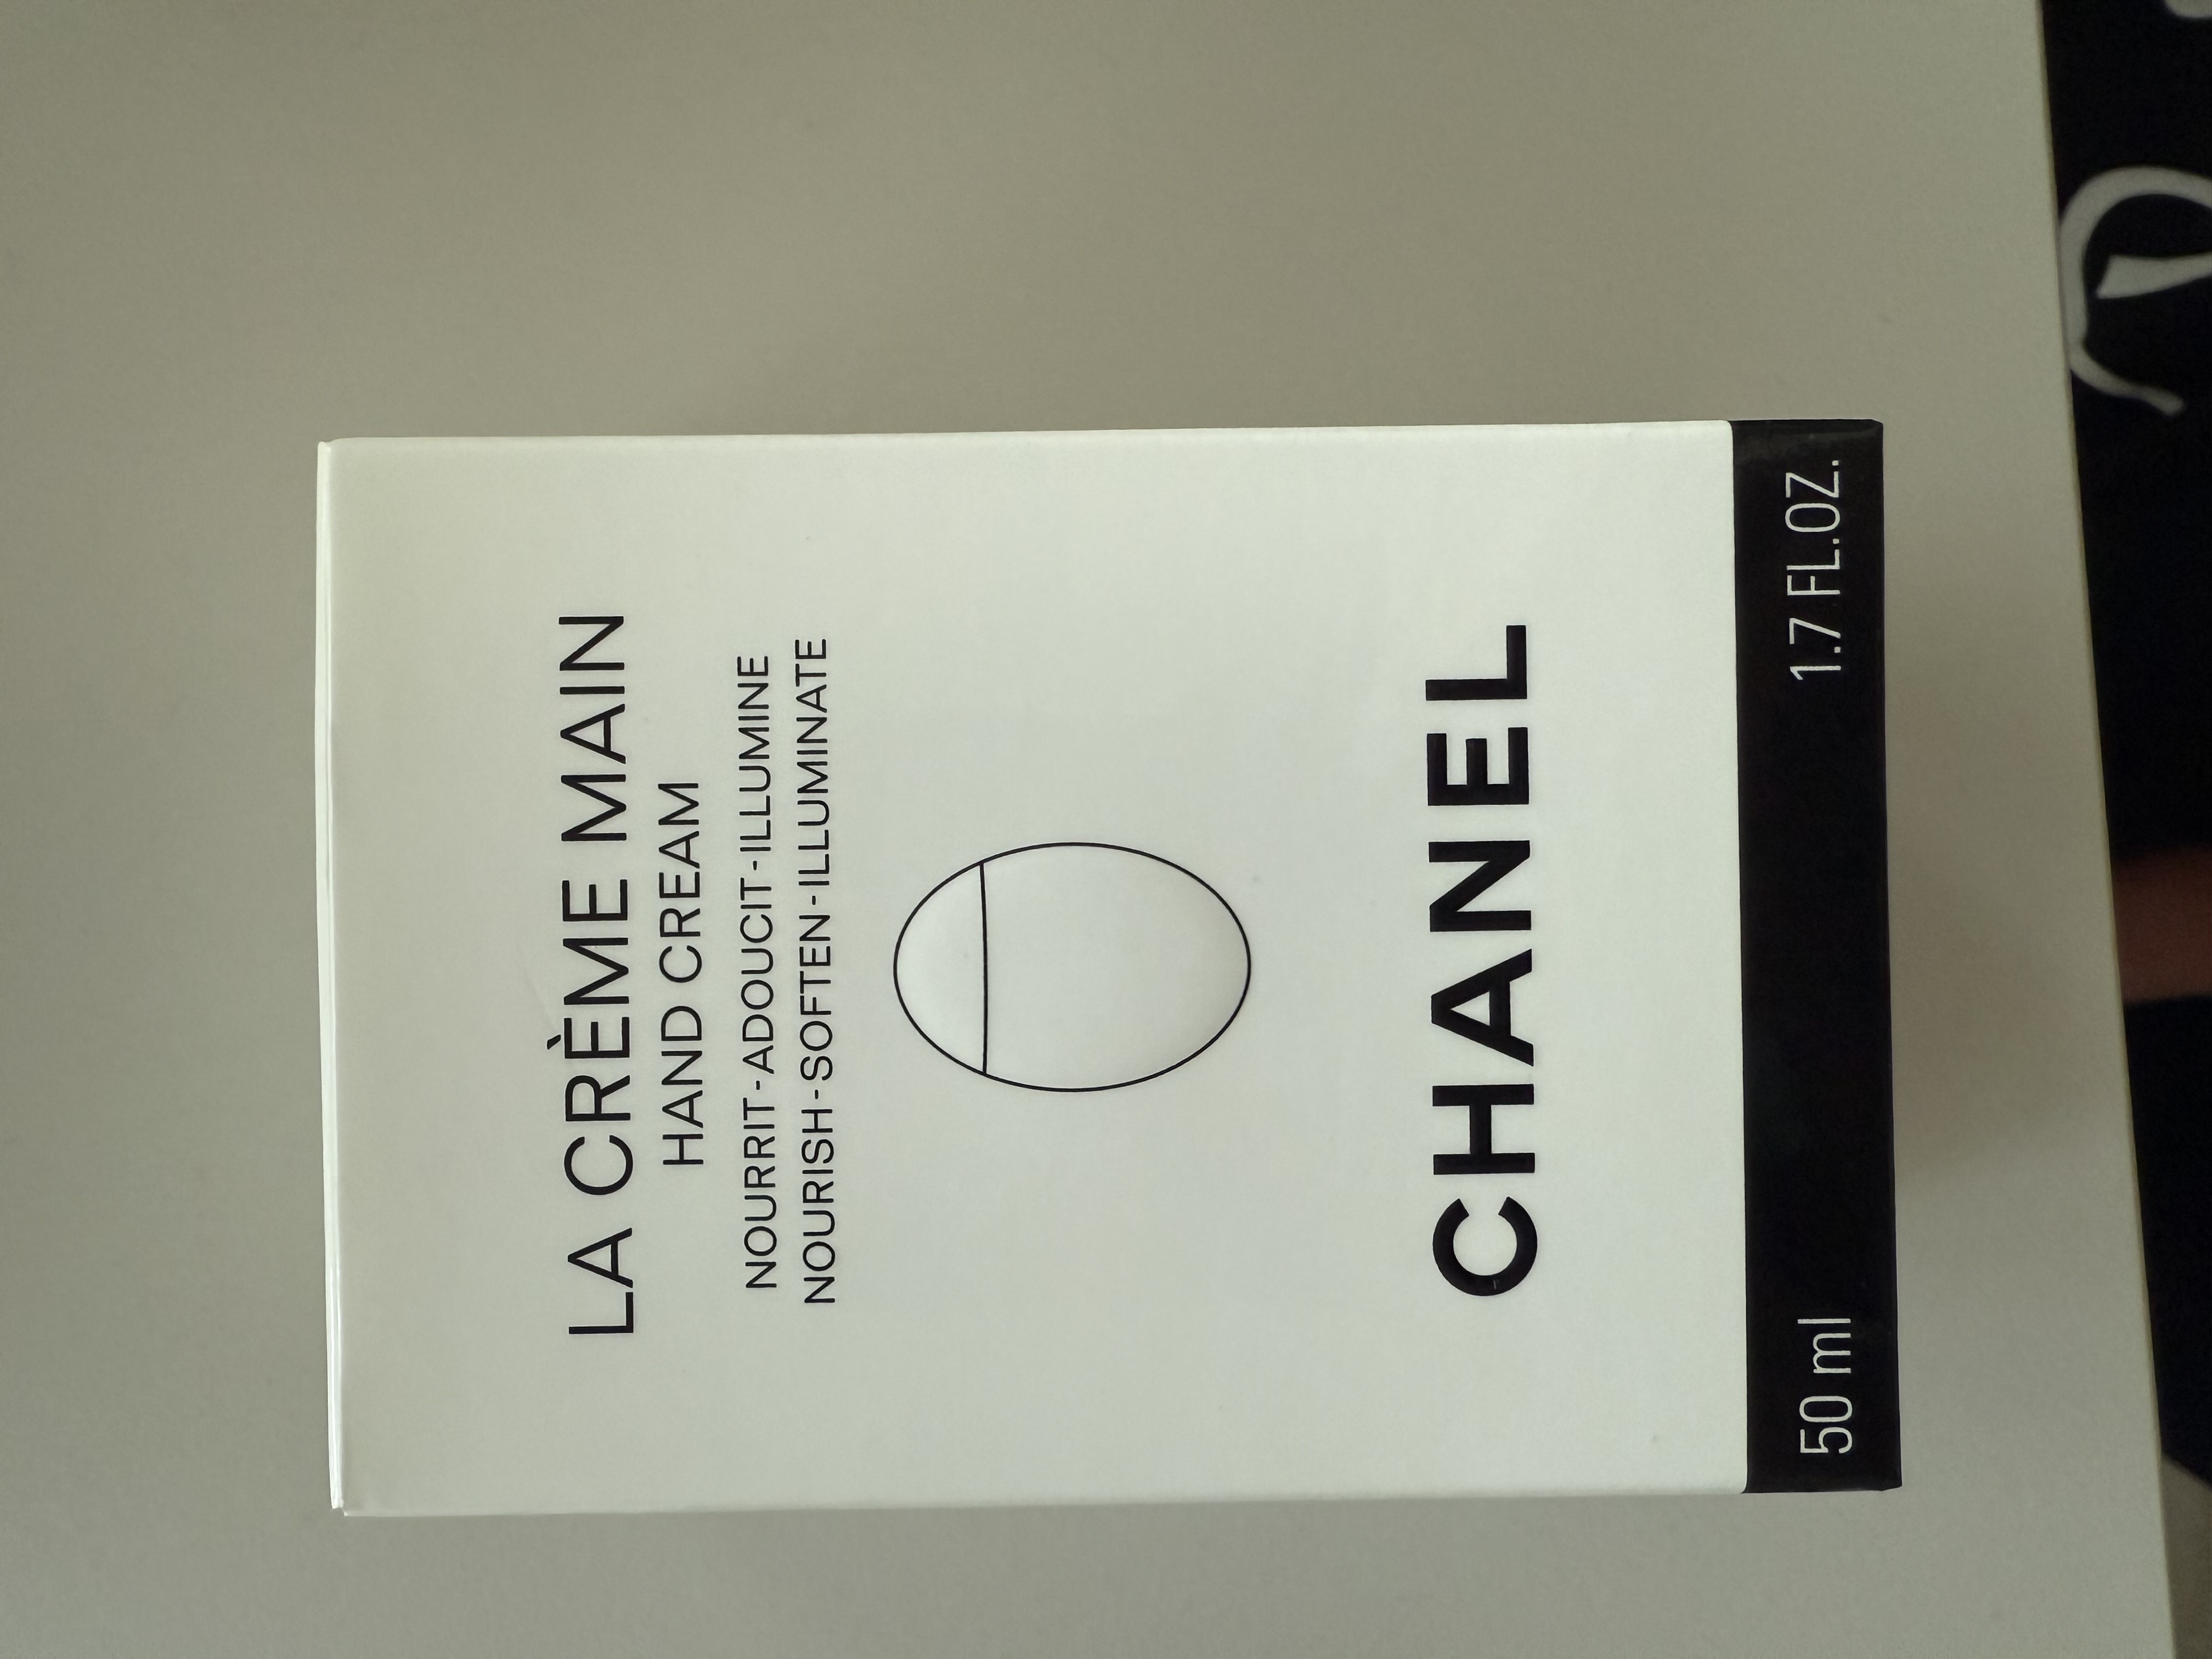 LA CRÈME MAIN
HAND CREAM
NOURRIT-ADOUCIT-ILLUMINE
NOURISH-SOFTEN-ILLUMINATE
CHANEL
50 ml 1.7 FL.OZ.